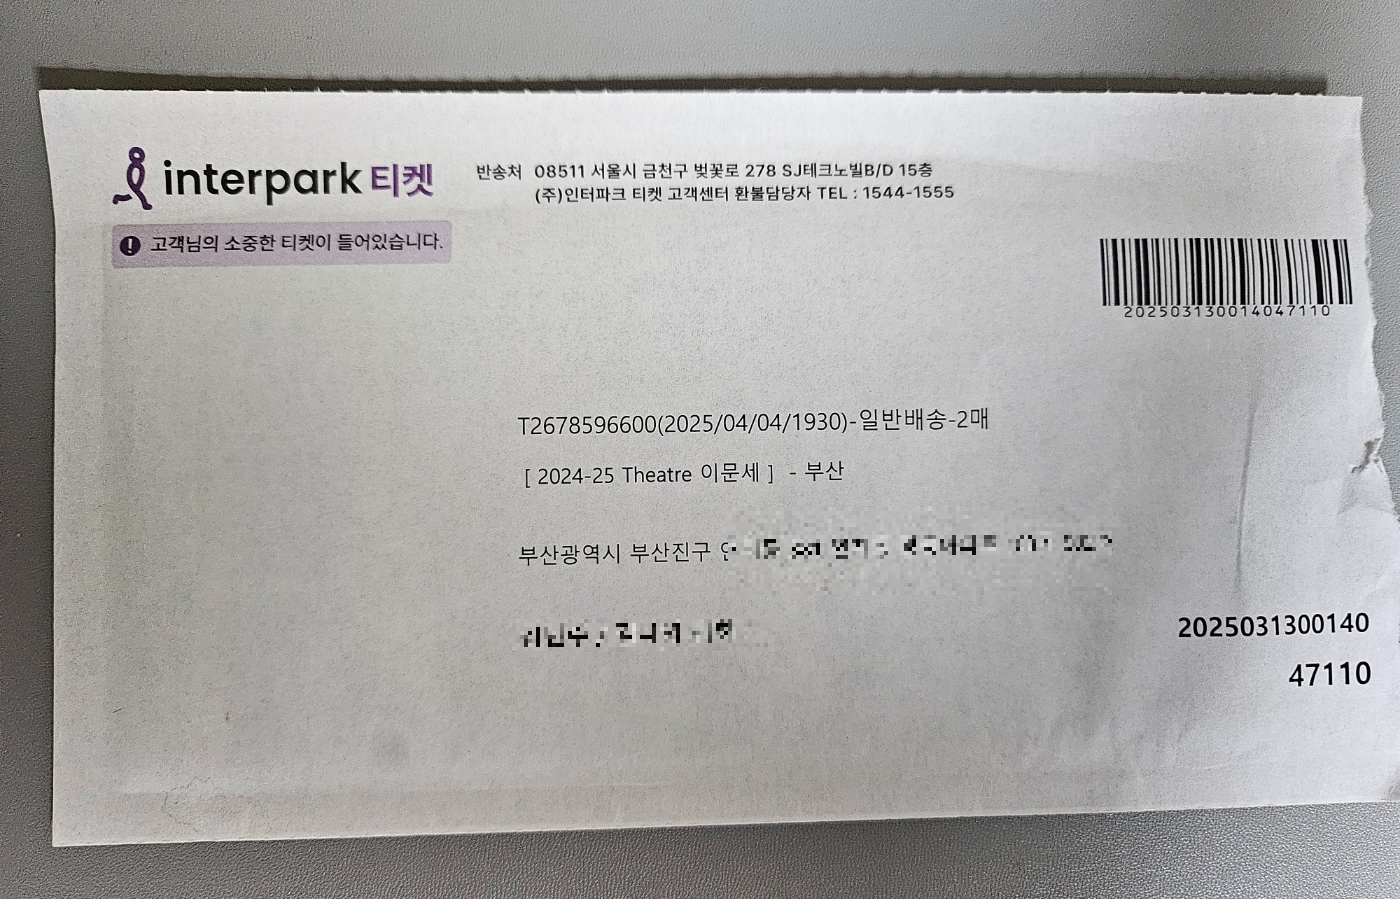 interpark 티켓
반송처 08511 서울시 금천구 벚꽃로 278 SJ테크노빌B/D 15층
(주)인터파크 티켓 고객센터 환불담당자 TEL : 1544-1555
! 고객님의 소중한 티켓이 들어있습니다.
202503130014047110
T2678596600(2025/04/04/1930)-일반배송-2매
[ 2024-25 Theatre 이문세 ] - 부산
부산광역시 부산진구
2025031300140
47110